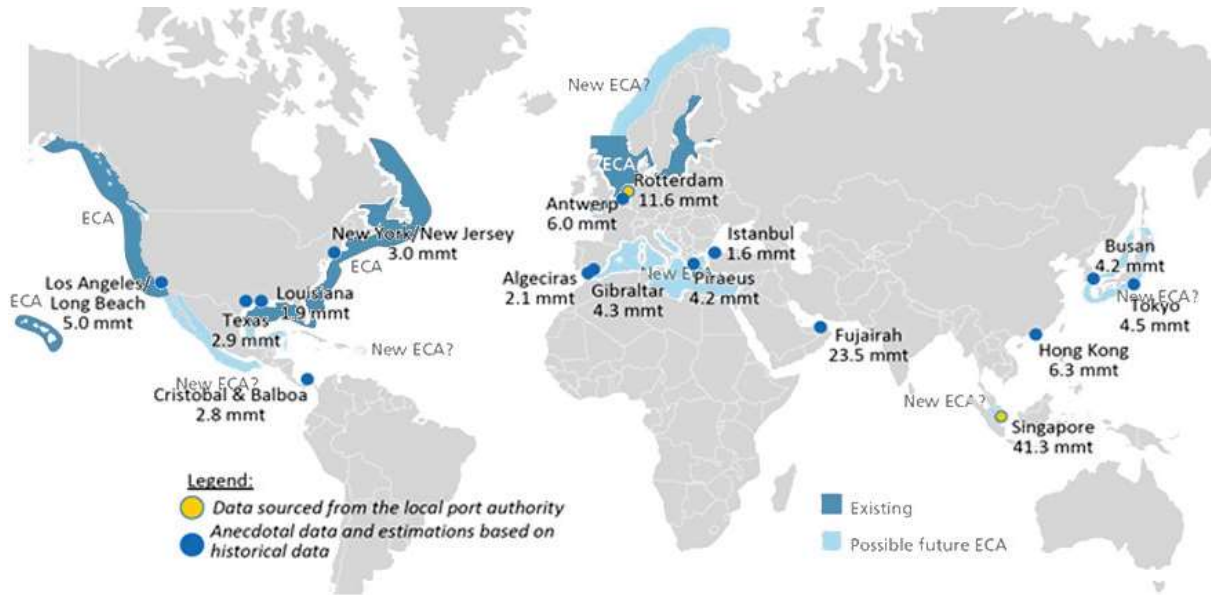 New ECA?
ECA
Rotterdam
11.6 mmt
Antwerp
6.0 mmt
ECA
New York/New Jersey
3.0 mmt
ECA
Istanbul
1.6 mmt
Busan
4.2 mmt
Los Angeles/
Long Beach
5.0 mmt
Louisiana
1.9 mmt
Texas
2.9 mmt
Algeciras
2.1 mmt
Gibraltar
4.3 mmt
New ECA
Piraeus
4.2 mmt
New ECA?
Tokyo
4.5 mmt
ECA
Fujairah
23.5 mmt
Hong Kong
6.3 mmt
New ECA?
New ECA?
Cristobal & Balboa
2.8 mmt
New ECA?
Singapore
41.3 mmt
Legend:
Data sourced from the local port authority
Anecdotal data and estimations based on
historical data
Existing
Possible future ECA